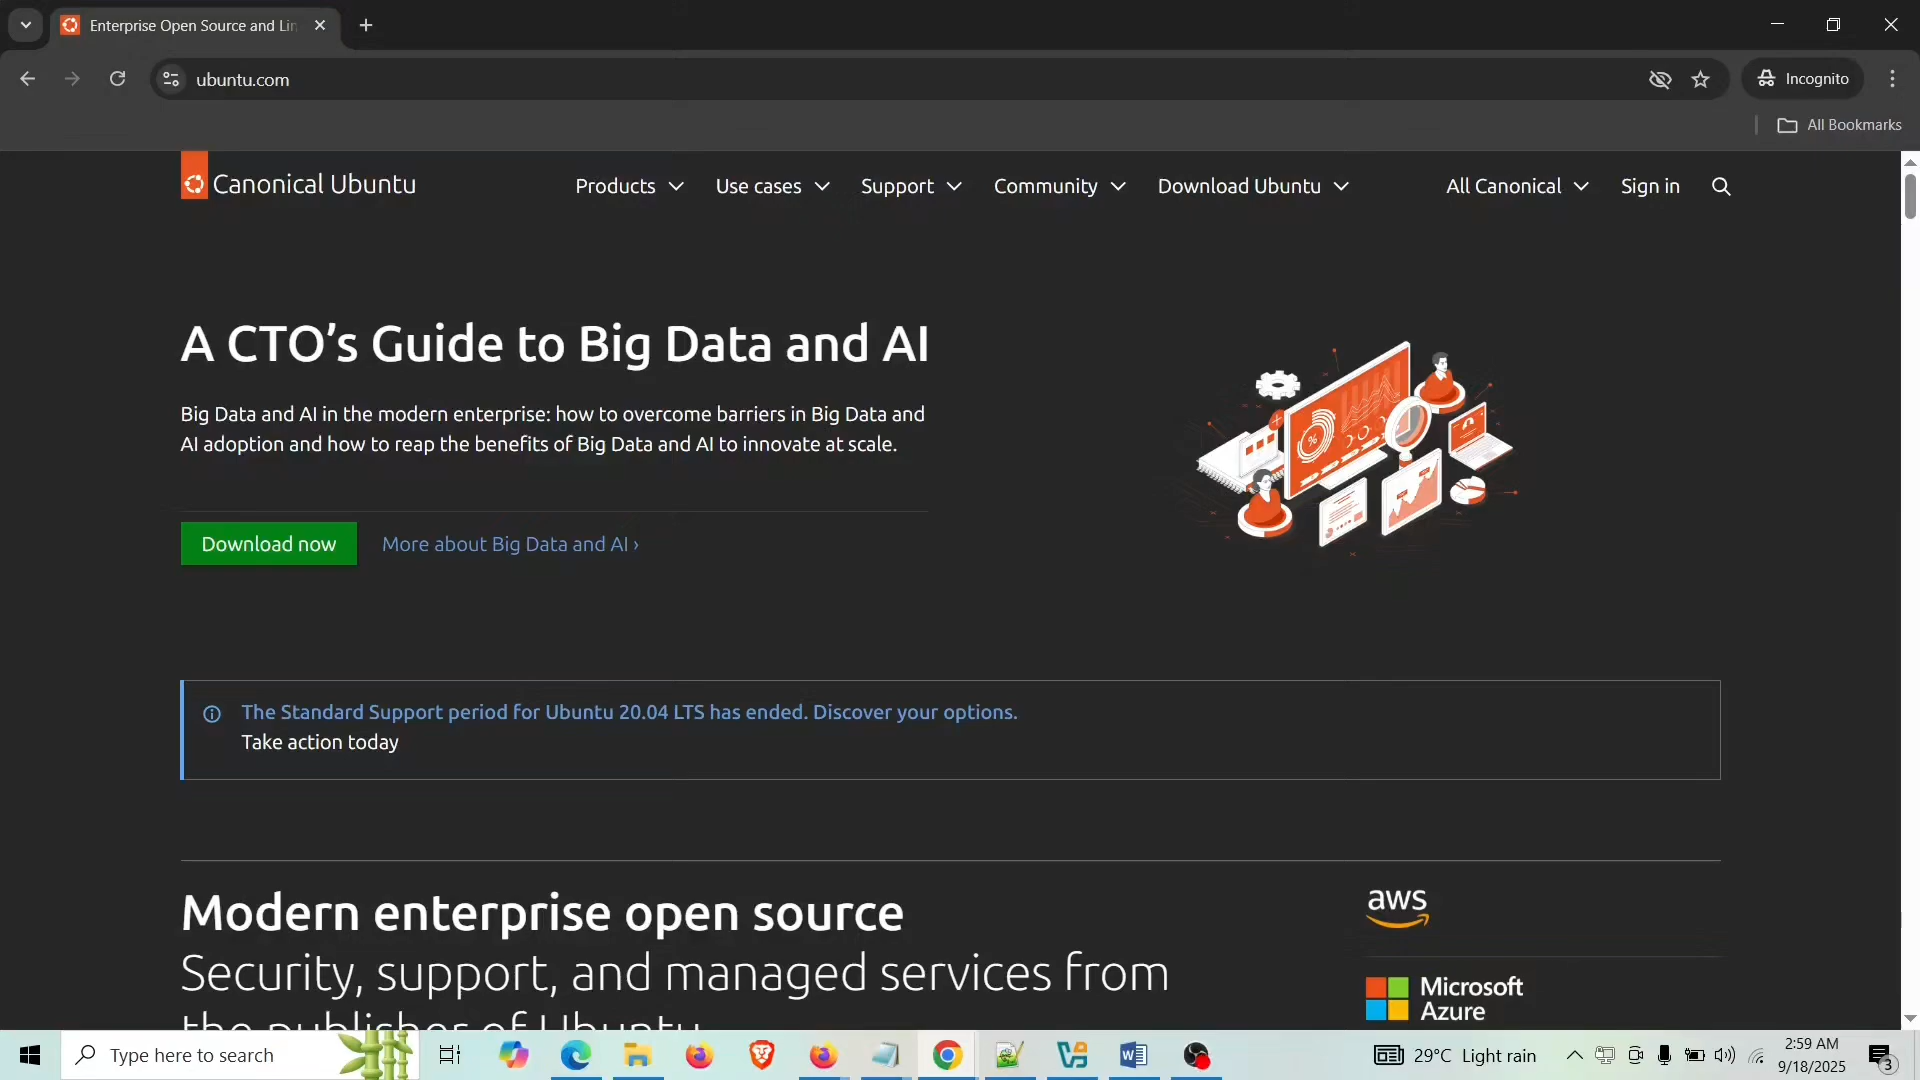 Enterprise Open Source and Lin
ubuntu.com
Incognito
All Bookmarks
Canonical Ubuntu
Products
Use cases
Support
Community
Download Ubuntu
All Canonical
Sign in
A CTO’s Guide to Big Data and AI
Big Data and AI in the modern enterprise: how to overcome barriers in Big Data and
AI adoption and how to reap the benefits of Big Data and AI to innovate at scale.
%
Download now
More about Big Data and AI ›
The Standard Support period for Ubuntu 20.04 LTS has ended. Discover your options.
Take action today
Modern enterprise open source
Security, support, and managed services from
the publisher of Ubuntu
aws
Microsoft
Azure
Type here to search
29°C Light rain
2:59 AM
9/18/2025
3